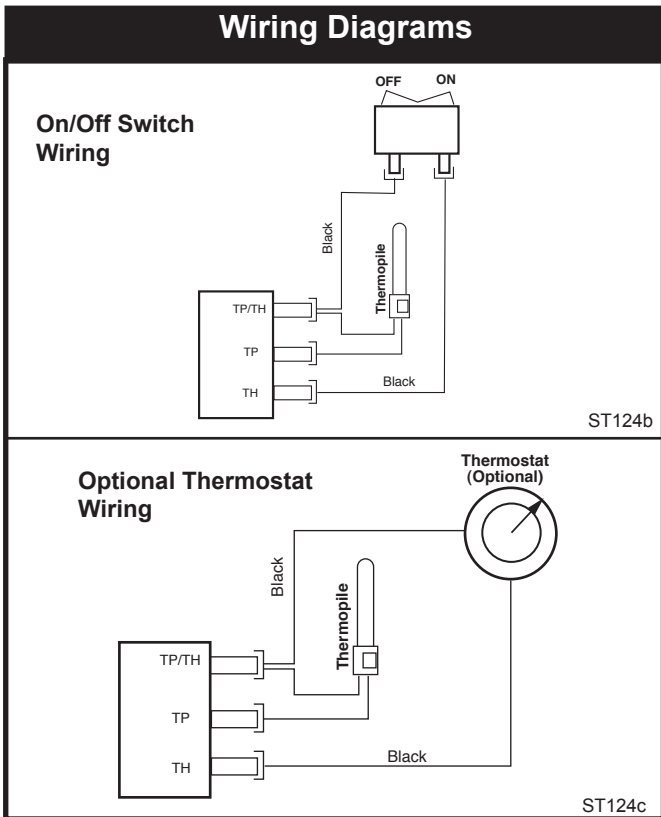 Wiring Diagrams
On/Off Switch
Wiring
OFF ON
Black
Thermopile
TP/TH
TP
TH
Black
ST124b
Optional Thermostat
Wiring
Thermostat
(Optional)
Black
Thermopile
TP/TH
TP
TH
Black
ST124c